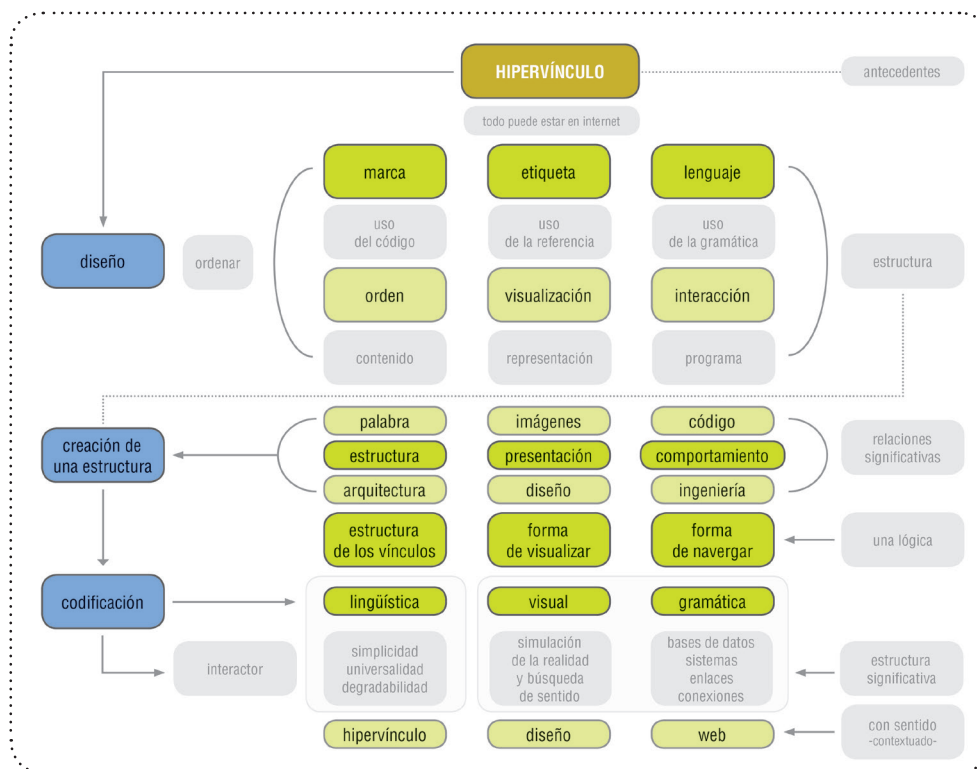 HIPERVÍNCULO
antecedentes
todo puede estar en internet
marca
etiqueta
lenguaje
uso
del código
uso
de la referencia
uso
de la gramática
diseño
ordenar
estructura
orden
visualización
interacción
contenido
representación
programa
palabra
imágenes
código
creación de
una estructura
estructura
presentación
comportamiento
relaciones
significativas
arquitectura
diseño
ingeniería
estructura
de los vínculos
forma
de visualizar
forma
de navergar
una lógica
codificación
lingüística
visual
gramática
interactor
simplicidad
universalidad
degradabilidad
simulación
de la realidad
y búsqueda
de sentido
bases de datos
sistemas
enlaces
conexiones
estructura
significativa
hipervínculo
diseño
web
con sentido
-contextuado-